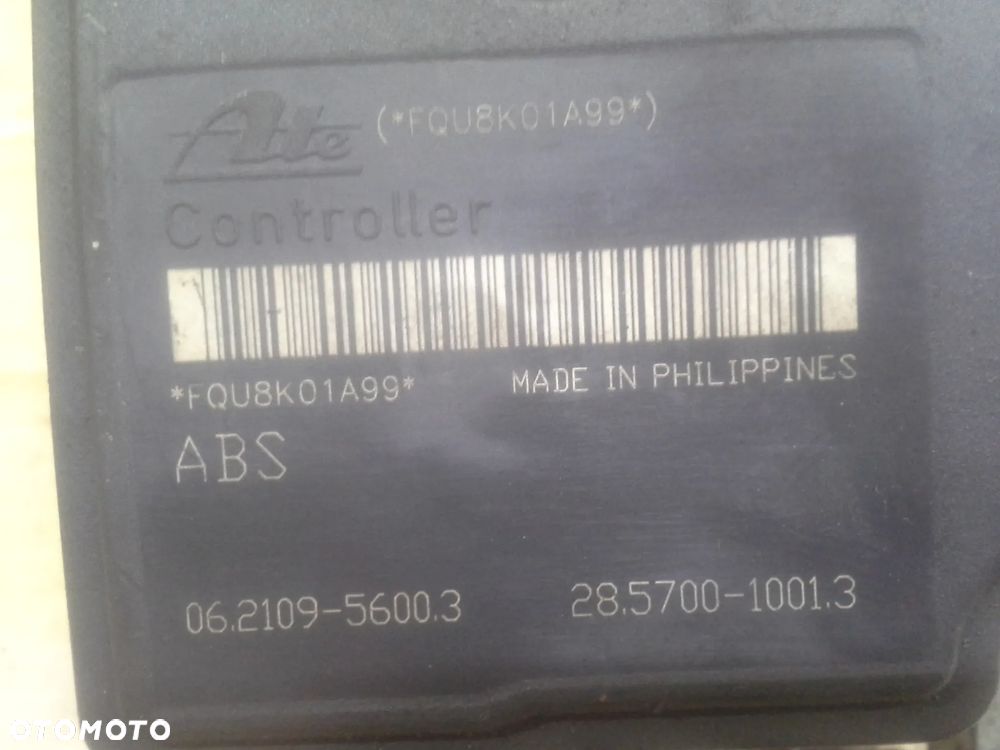 Ate (*FQU8K01A99*)
Controller
*FQU8K01A99* MADE IN PHILIPPINES
ABS
06.2109-5600.3 28.5700-1001.3
OTOMOTO